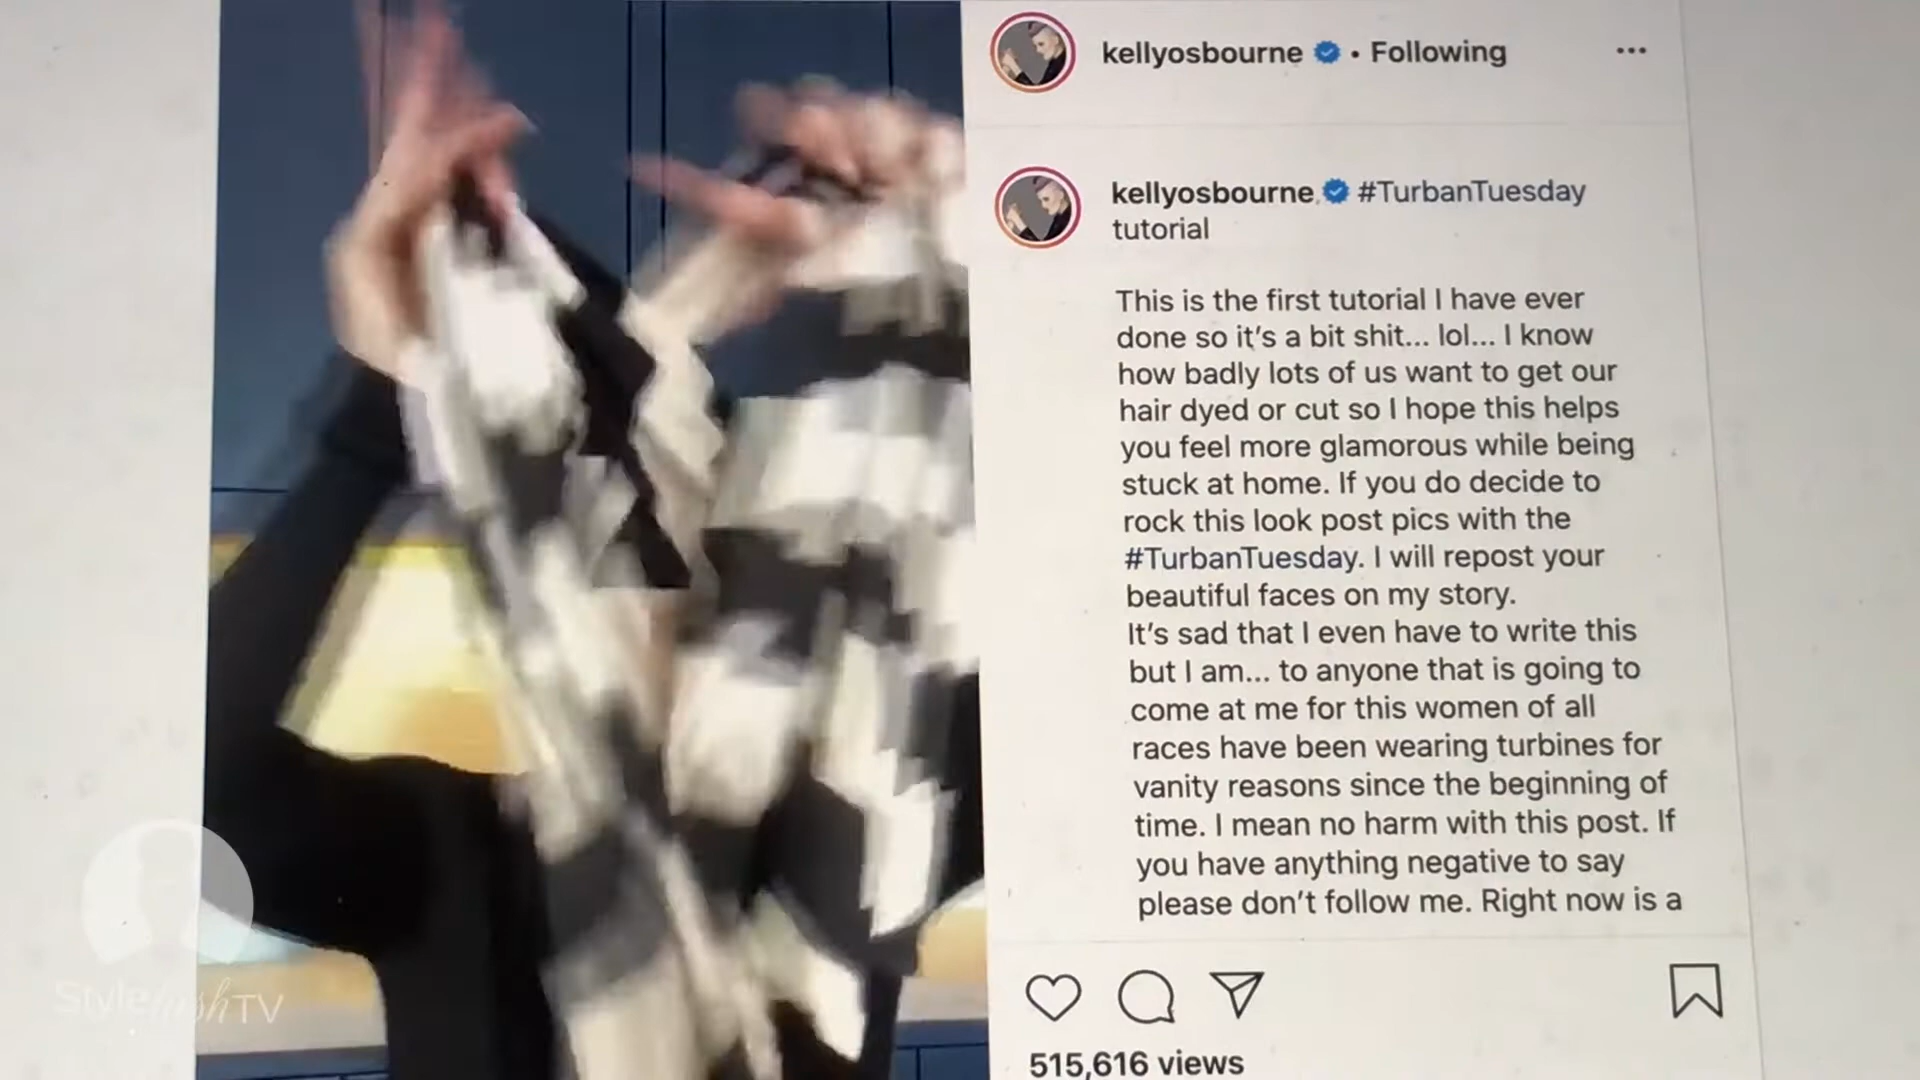 kellyosbourne • Following
kellyosbourne #TurbanTuesday
tutorial
This is the first tutorial I have ever
done so it's a bit shit... lol... I know
how badly lots of us want to get our
hair dyed or cut so I hope this helps
you feel more glamorous while being
stuck at home. If you do decide to
rock this look post pics with the
#TurbanTuesday. I will repost your
beautiful faces on my story.
It's sad that I even have to write this
but I am... to anyone that is going to
come at me for this women of all
races have been wearing turbines for
vanity reasons since the beginning of
time. I mean no harm with this post. If
you have anything negative to say
please don't follow me. Right now is a
515,616 views
StylelushTV